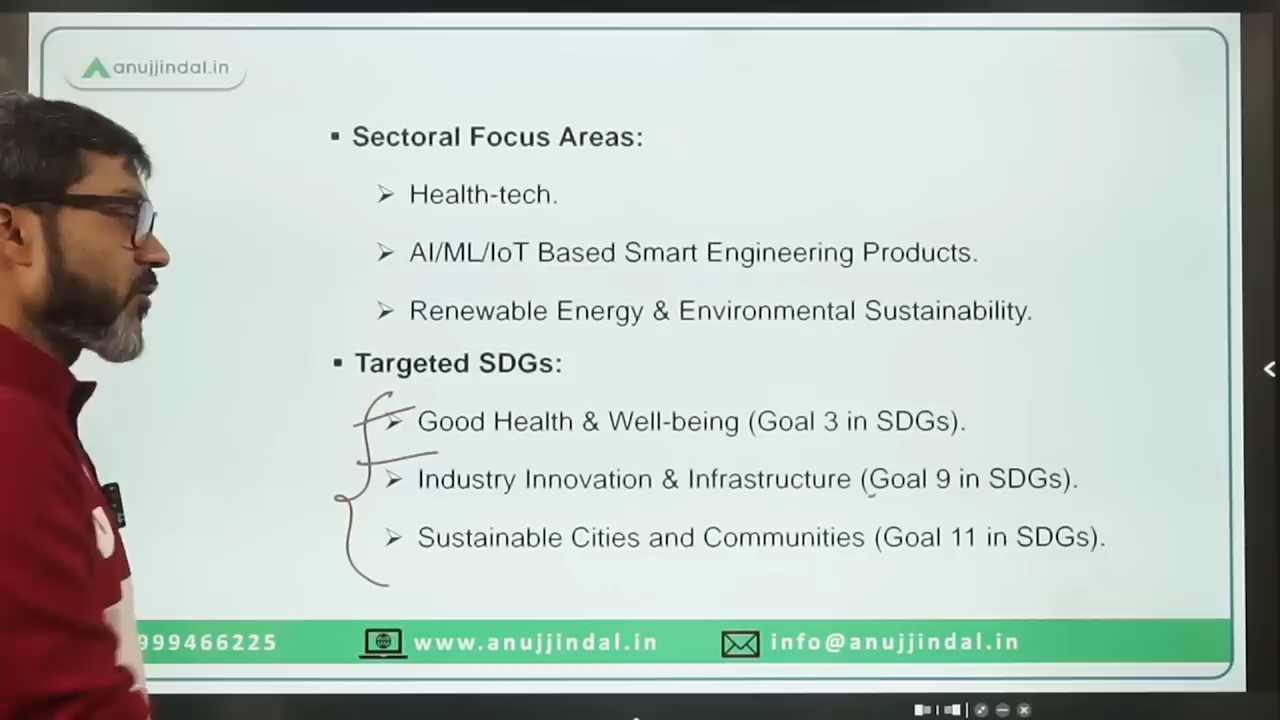 anujjindal.in
▪ Sectoral Focus Areas:
➢ Health-tech.
➢ AI/ML/IoT Based Smart Engineering Products.
➢ Renewable Energy & Environmental Sustainability.
▪ Targeted SDGs:
➢ Good Health & Well-being (Goal 3 in SDGs).
➢ Industry Innovation & Infrastructure (Goal 9 in SDGs).
➢ Sustainable Cities and Communities (Goal 11 in SDGs).
999466225 www.anujjindal.in info@anujjindal.in